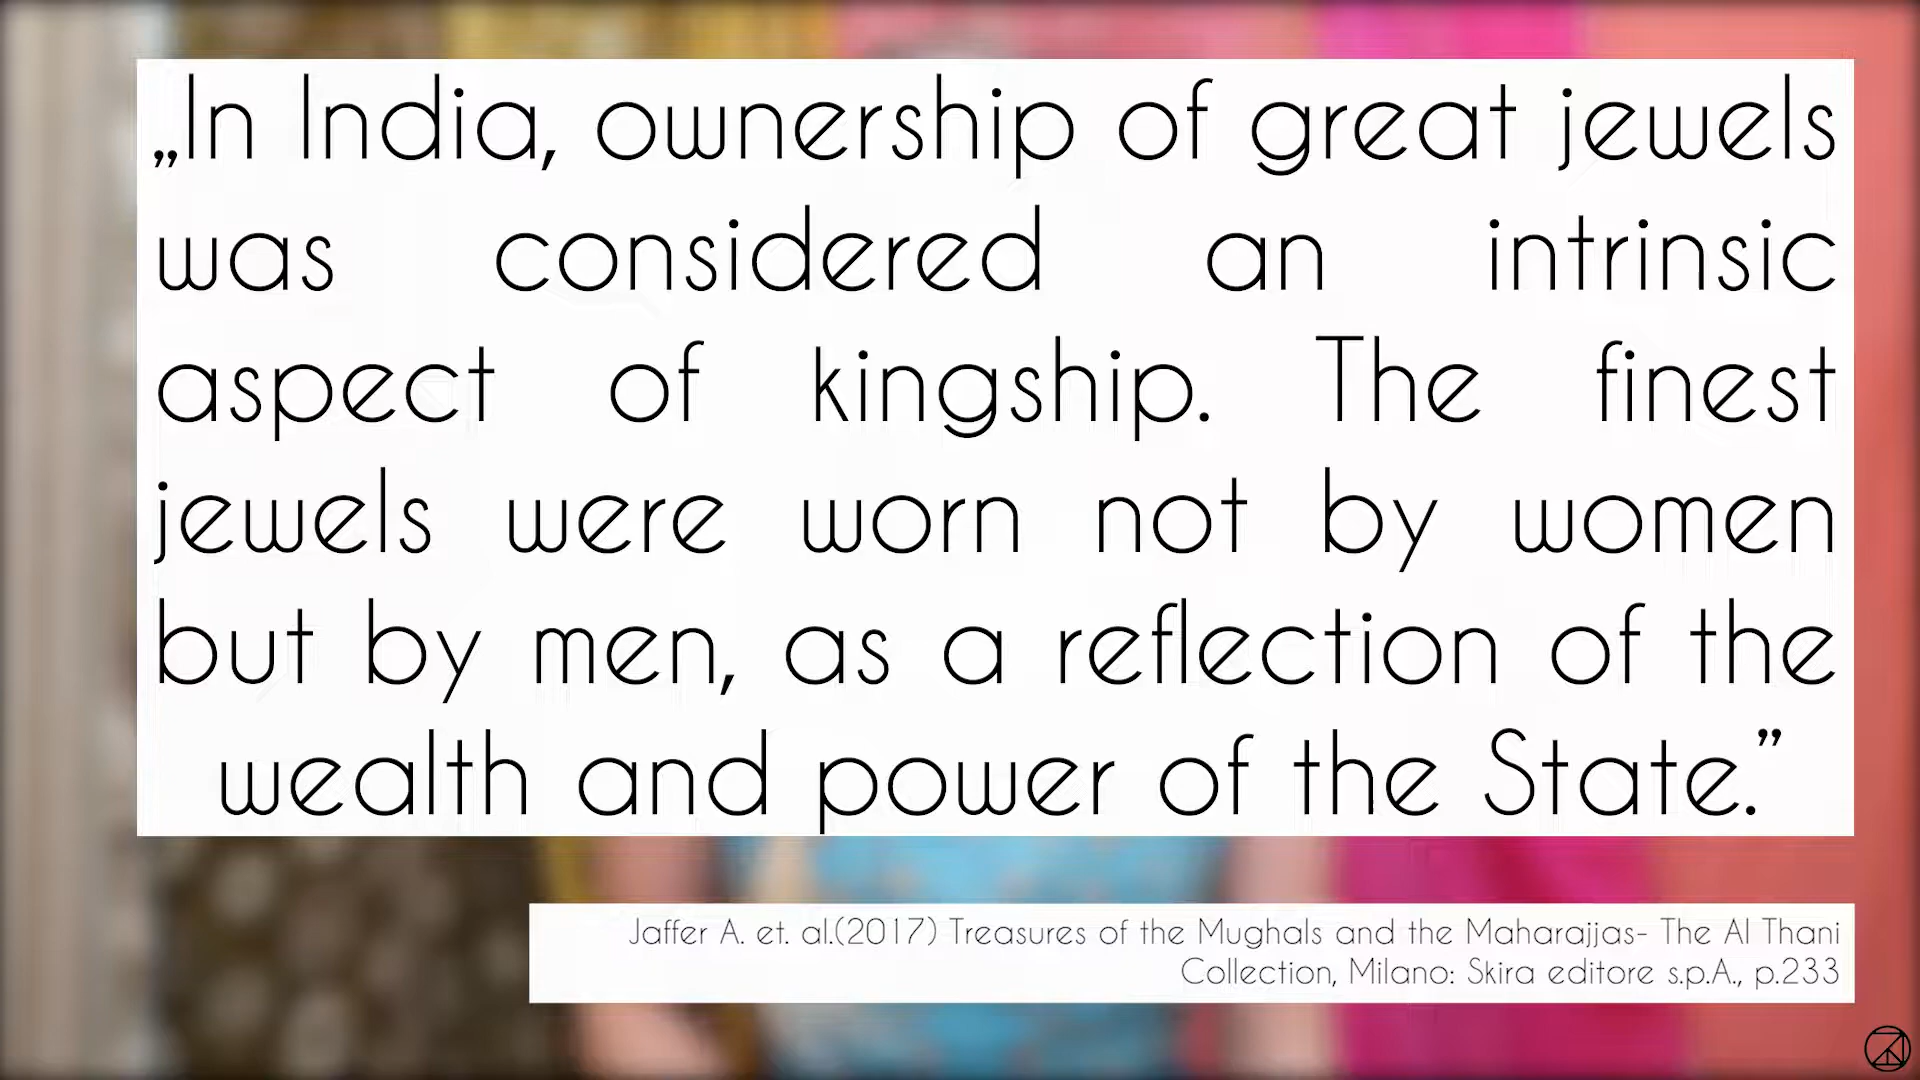 „In India, ownership of great jewels
was considered an intrinsic
aspect of kingship. The finest
jewels were worn not by women
but by men, as a reflection of the
wealth and power of the State.”
Jaffer A. et. al.(2017) Treasures of the Mughals and the Maharajjas- The Al Thani
Collection, Milano: Skira editore s.p.A., p.233